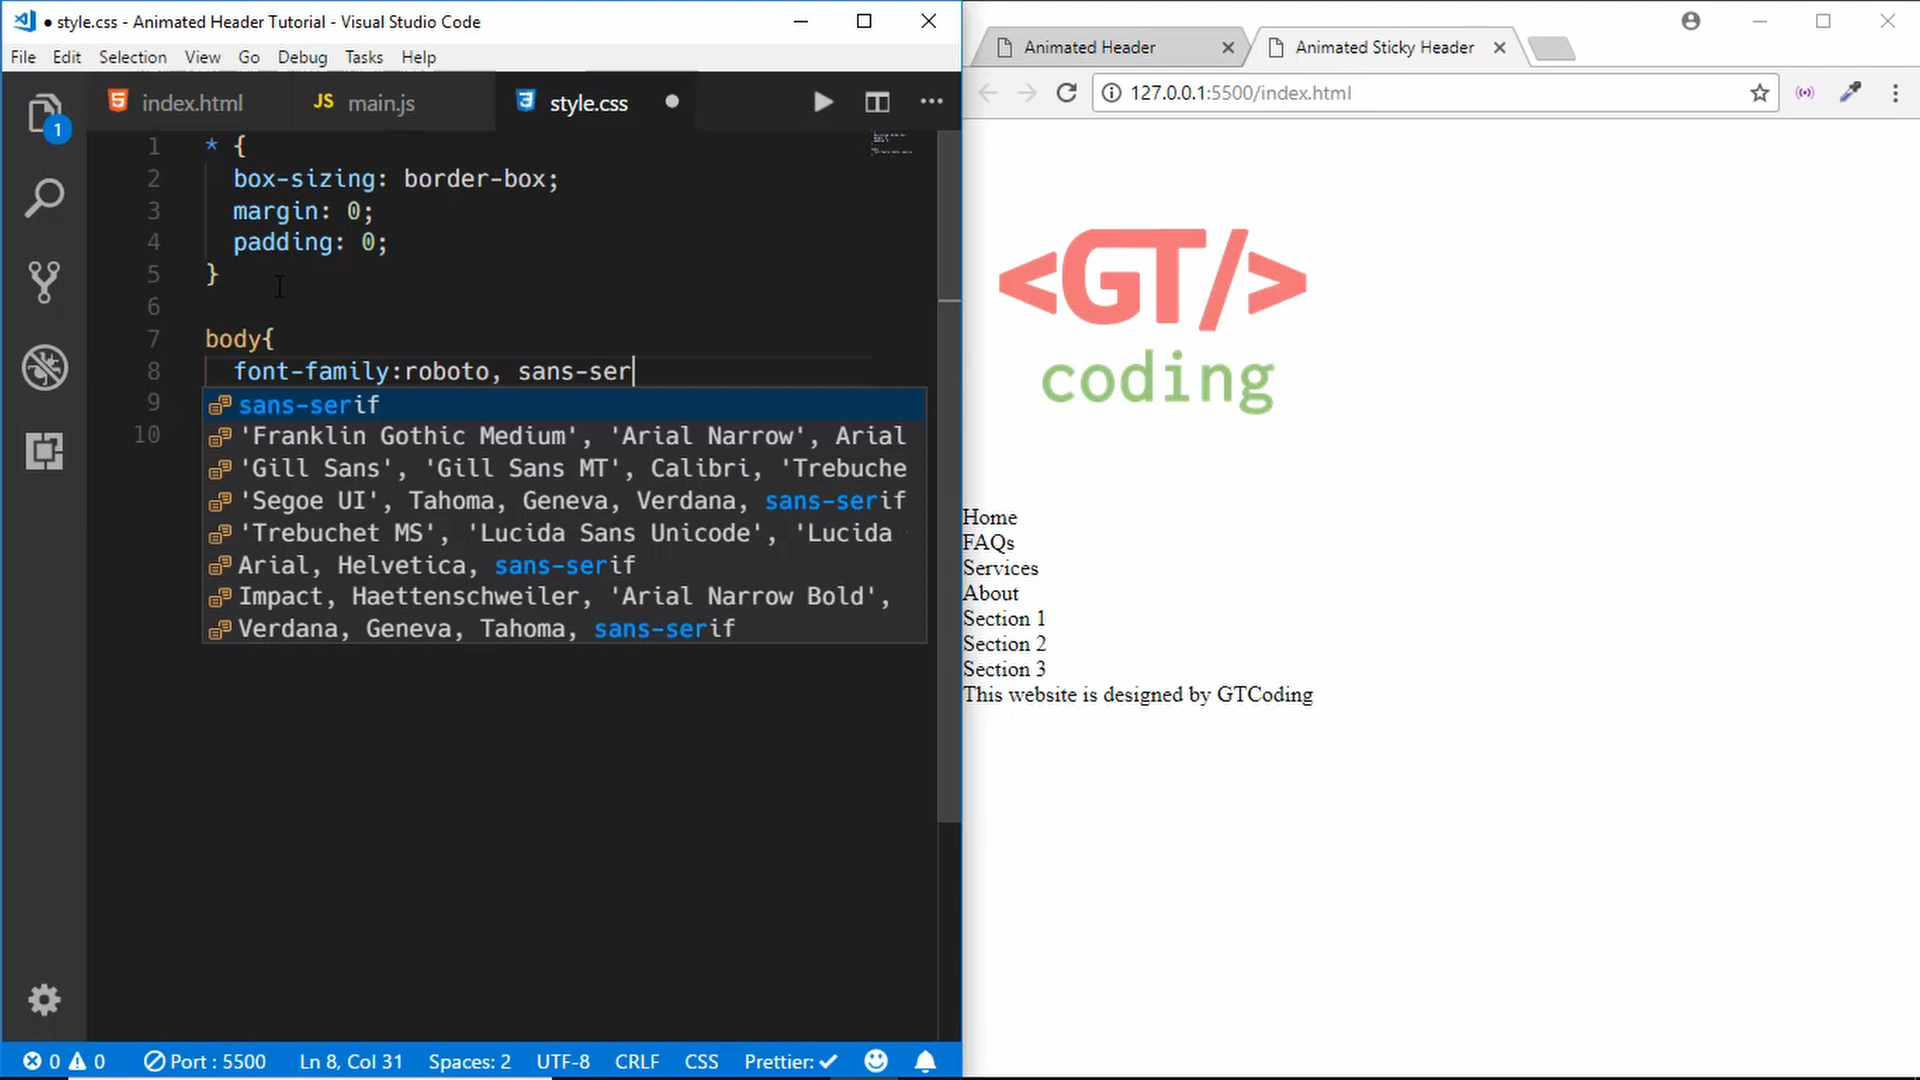 ● style.css - Animated Header Tutorial - Visual Studio Code
File Edit Selection View Go Debug Tasks Help
index.html JS main.js style.css ●
1 * {
2 box-sizing: border-box;
3 margin: 0;
4 padding: 0;
5 }
6
7 body{
8 font-family:roboto, sans-ser
9
10
sans-serif
'Franklin Gothic Medium', 'Arial Narrow', Arial
'Gill Sans', 'Gill Sans MT', Calibri, 'Trebuche
'Segoe UI', Tahoma, Geneva, Verdana, sans-serif
'Trebuchet MS', 'Lucida Sans Unicode', 'Lucida
Arial, Helvetica, sans-serif
Impact, Haettenschweiler, 'Arial Narrow Bold',
Verdana, Geneva, Tahoma, sans-serif
1
0 0 Port : 5500 Ln 8, Col 31 Spaces: 2 UTF-8 CRLF CSS Prettier: ✓
Animated Header Animated Sticky Header
127.0.0.1:5500/index.html
<GT/>
coding
Home
FAQs
Services
About
Section 1
Section 2
Section 3
This website is designed by GTCoding